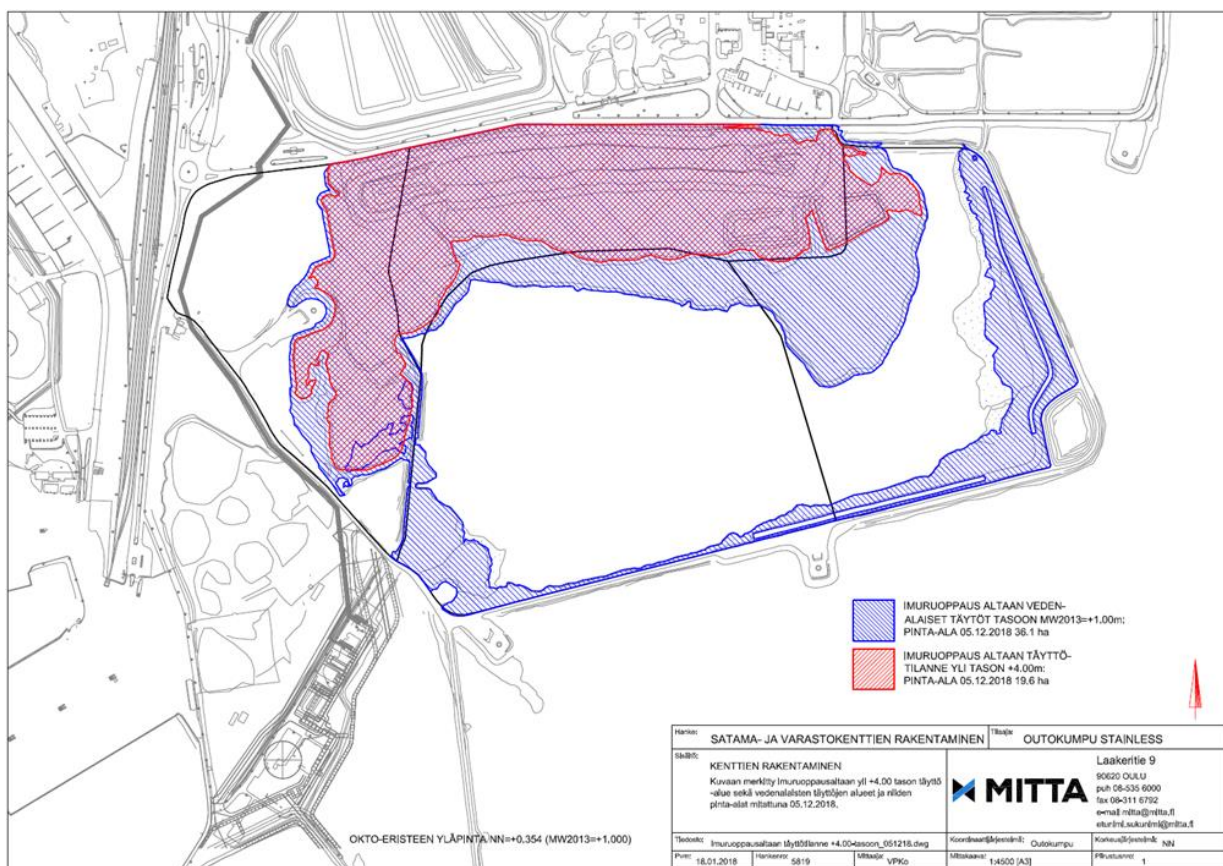 IMURUOPPAUS ALTAAN VEDEN-
ALAISET TÄYTÖT TASOON MW2013=+1.00m:
PINTA-ALA 05.12.2018 36.1 ha
IMURUOPPAUS ALTAAN TÄYTTÖ-
TILANNE YLI TASON +4.00m:
PINTA-ALA 05.12.2018 19.6 ha
OKTO-ERISTEEN YLÄPINTA NN=+0.354 (MW2013=+1.000)
Hanke: SATAMA- JA VARASTOKENTTIEN RAKENTAMINEN
Tilaaja: OUTOKUMPU STAINLESS
Sisältö:
KENTTIEN RAKENTAMINEN
Kuvaan merkitty imuruoppausaltaan yli +4.00 tason täyttö
-alue sekä vedenalaisten täyttöjen alueet ja niiden
pinta-alat mitattuna 05.12.2018.
MITTA
Laakeritie 9
90620 OULU
puh 08-535 6000
fax 08-311 6792
e-mail mitta@mitta.fi
etunimi.sukunimi@mitta.fi
Tiedosto: Imuruoppausaltaan täyttötilanne +4.00-tasoon_051218.dwg
Koordinaattijärjestelmä: Outokumpu
Korkeusjärjestelmä: NN
Pvm: 18.01.2018
Hankenro: 5819
Mittaaja: VPKo
Mittakaava: 1:4500 [A3]
Piirustusnro: 1